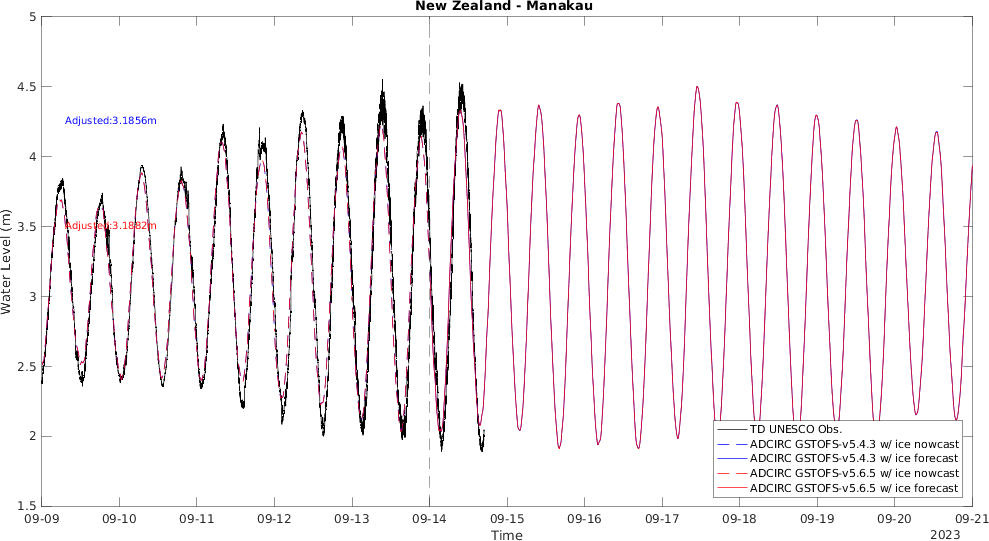 New Zealand - Manakau
5
4.5
4
3.5
3
2.5
2
1.5
Water Level (m)
Adjusted:3.1856m
Adjusted:3.1882m
TD UNESCO Obs.
ADCIRC GSTOFS-v5.4.3 w/ ice nowcast
ADCIRC GSTOFS-v5.4.3 w/ ice forecast
ADCIRC GSTOFS-v5.6.5 w/ ice nowcast
ADCIRC GSTOFS-v5.6.5 w/ ice forecast
09-09 09-10 09-11 09-12 09-13 09-14 09-15 09-16 09-17 09-18 09-19 09-20 09-21
Time
2023